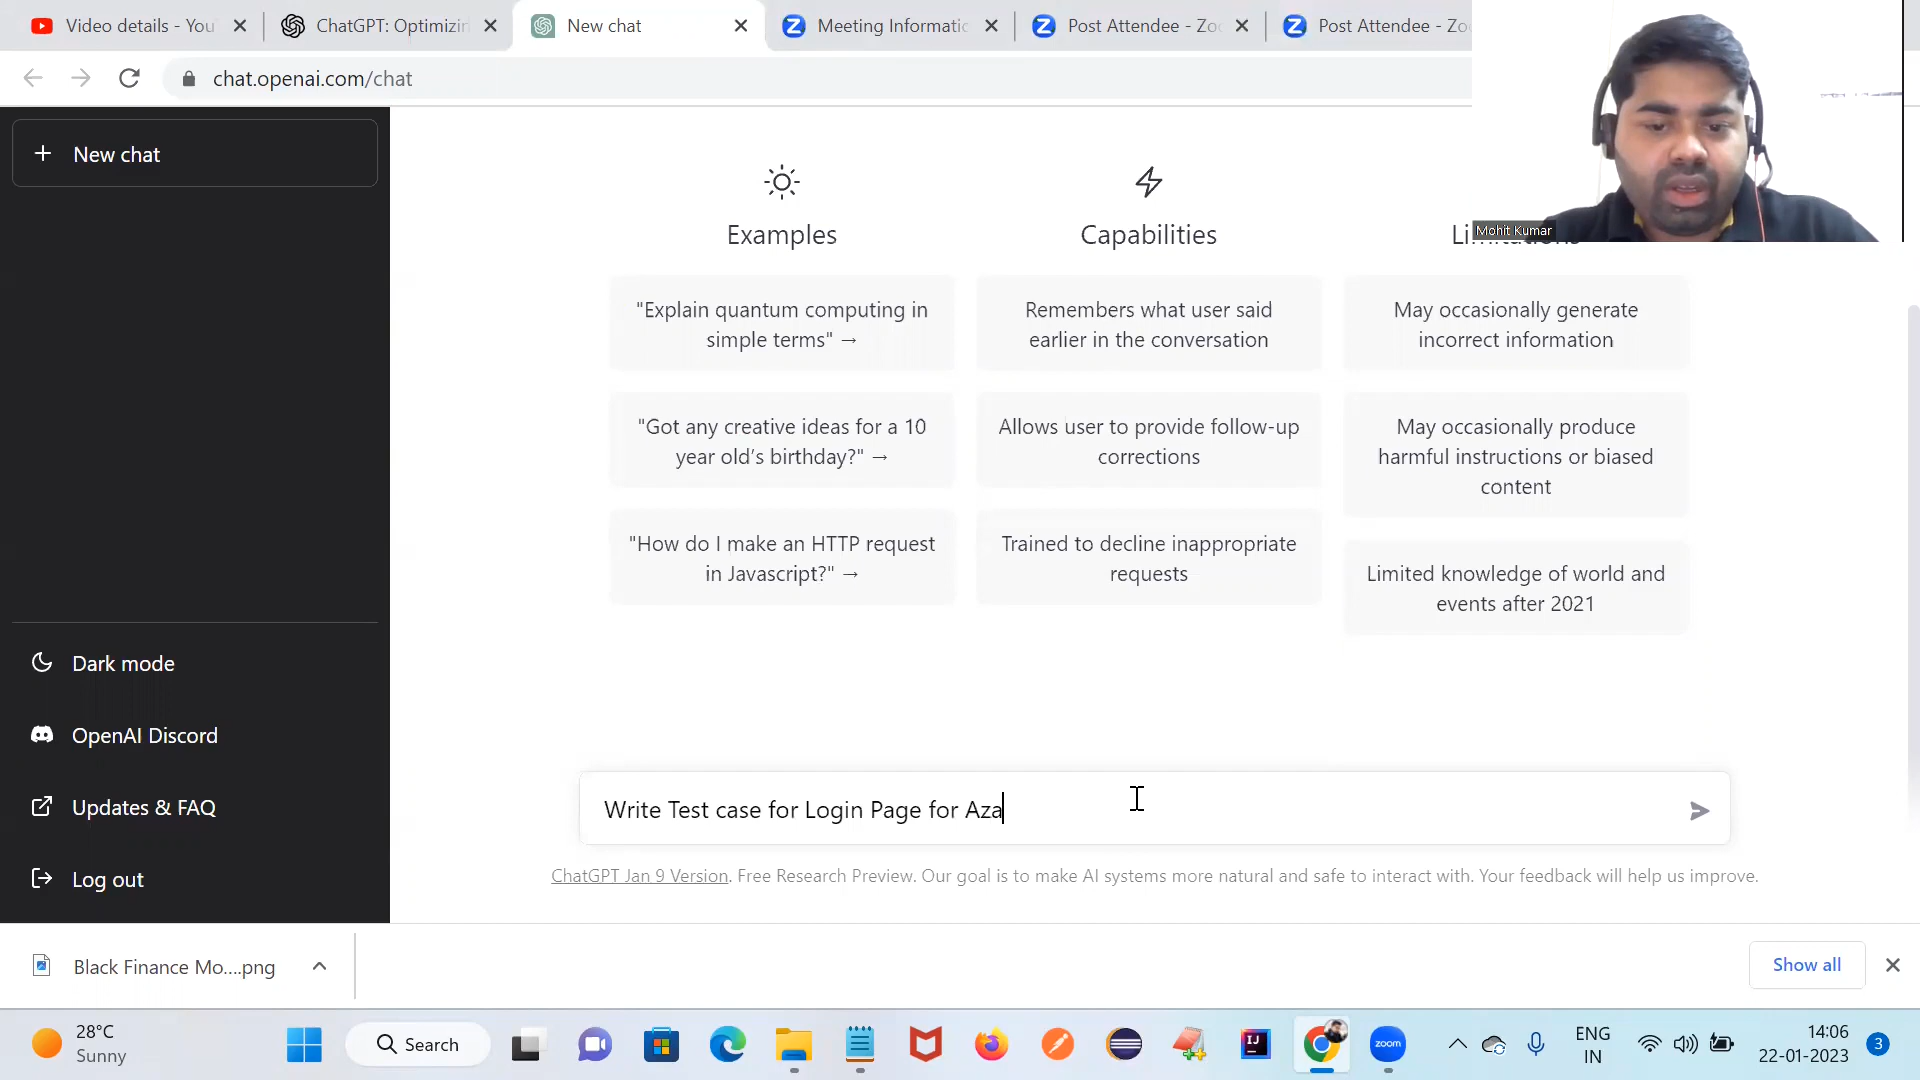 Video details - You
ChatGPT: Optimizin
New chat
Meeting Informatio
Post Attendee - Zoo
Post Attendee - Zo
chat.openai.com/chat
New chat
Mohit Kumar
Examples
Capabilities
Limitations
"Explain quantum computing in
simple terms" →
Remembers what user said
earlier in the conversation
May occasionally generate
incorrect information
"Got any creative ideas for a 10
year old's birthday?" →
Allows user to provide follow-up
corrections
May occasionally produce
harmful instructions or biased
content
"How do I make an HTTP request
in Javascript?" →
Trained to decline inappropriate
requests
Limited knowledge of world and
events after 2021
Dark mode
OpenAI Discord
Updates & FAQ
Log out
Write Test case for Login Page for Aza
ChatGPT Jan 9 Version. Free Research Preview. Our goal is to make AI systems more natural and safe to interact with. Your feedback will help us improve.
Black Finance Mo....png
Show all
28°C
Sunny
Search
IJ
zoom
ENG
IN
14:06
22-01-2023
3